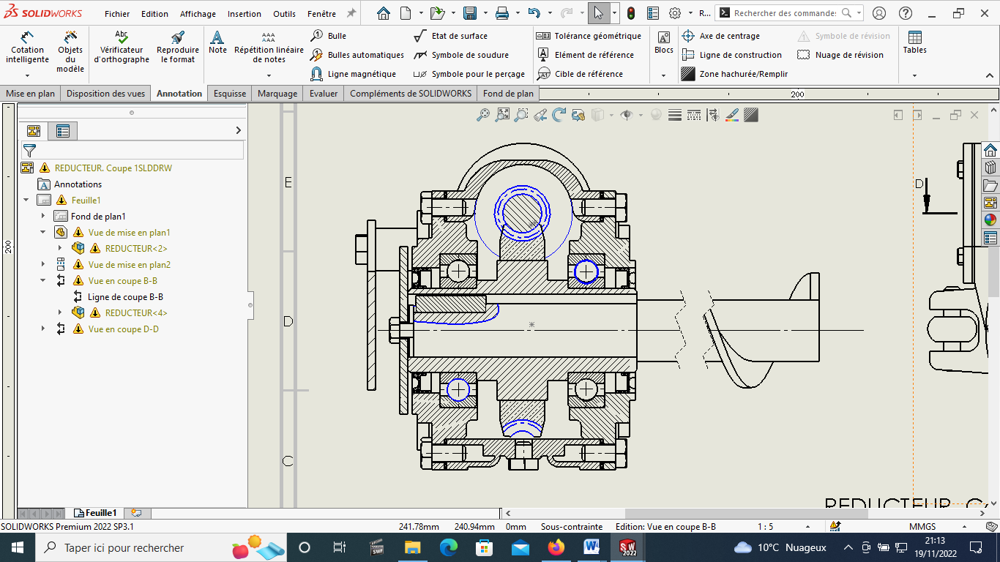 SOLIDWORKS
Fichier Edition Affichage Insertion Outils Fenêtre
R... Rechercher des commandes
Cotation intelligente
Objets du modèle
Abc
Vérificateur d'orthographe
Reproduire le format
Note
Répétition linéaire de notes
Bulle
Bulles automatiques
Ligne magnétique
Etat de surface
Symbole de soudure
Symbole pour le perçage
Tolérance géométrique
Elément de référence
Cible de référence
Blocs
Axe de centrage
Ligne de construction
Zone hachurée/Remplir
Symbole de révision
Nuage de révision
Tables
Mise en plan Disposition des vues Annotation Esquisse Marquage Evaluer Compléments de SOLIDWORKS Fond de plan
200
REDUCTEUR. Coupe 1SLDDRW
Annotations
Feuille1
Fond de plan1
Vue de mise en plan1
REDUCTEUR<2>
Vue de mise en plan2
Vue en coupe B-B
Ligne de coupe B-B
REDUCTEUR<4>
Vue en coupe D-D
200
E
D
C
D
Feuille1
SOLIDWORKS Premium 2022 SP3.1
241.78mm 240.94mm 0mm Sous-contrainte Edition: Vue en coupe B-B 1 : 5 MMGS
Taper ici pour rechercher
SWF
W
SW 2022
10°C Nuageux
21:13
19/11/2022